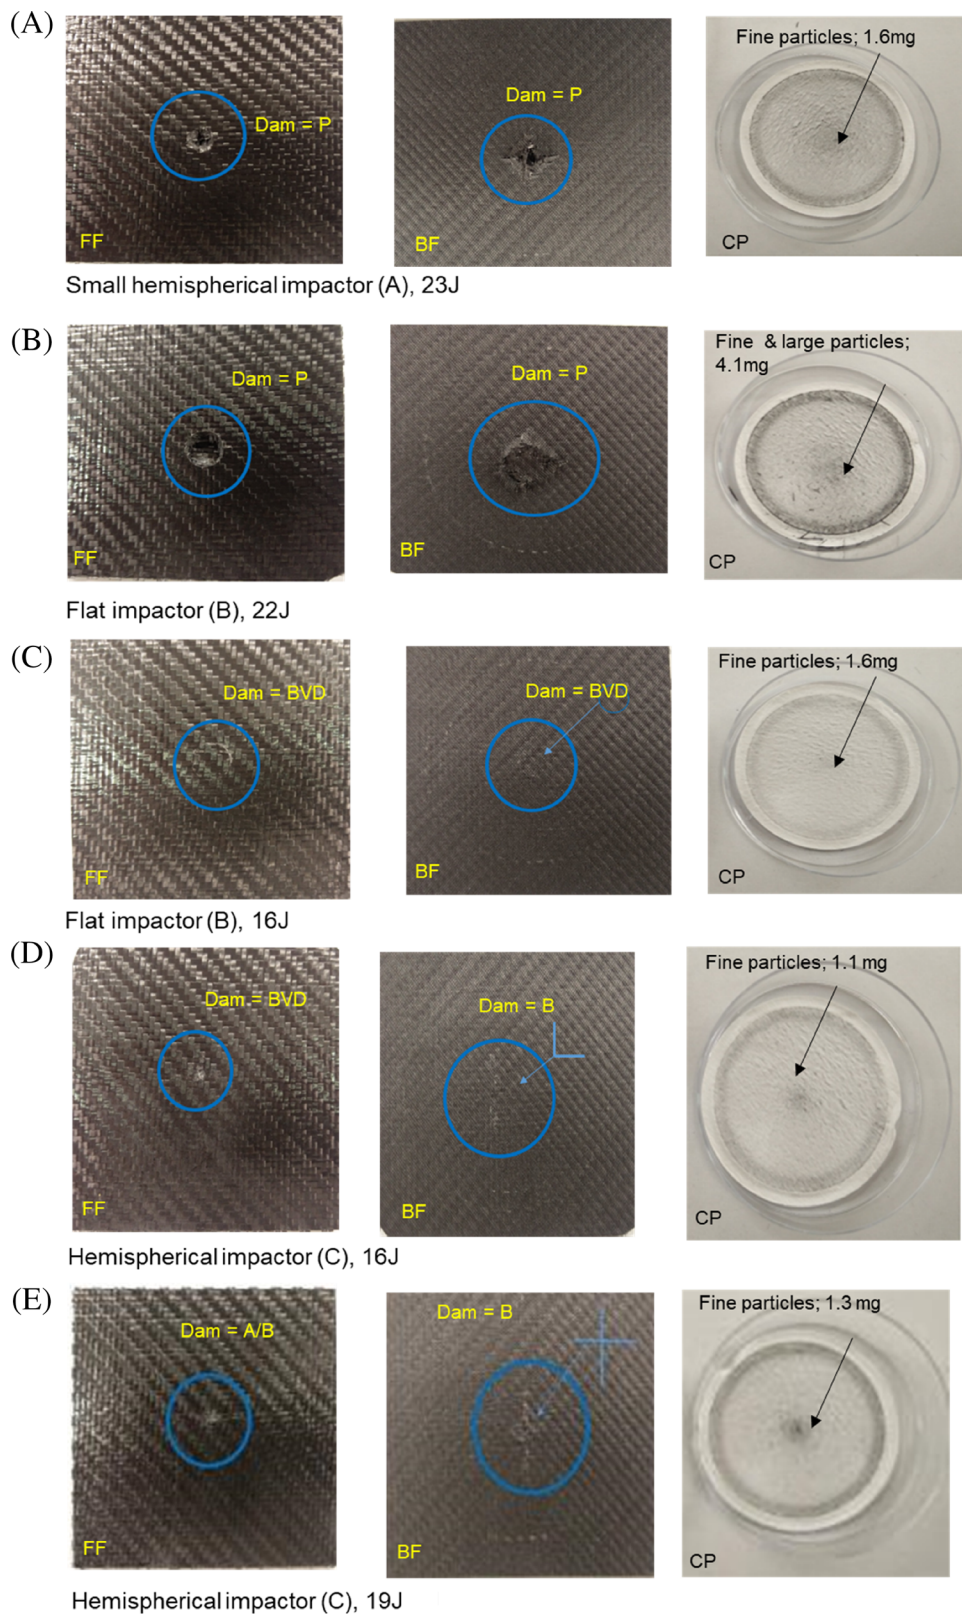 (A)
Fine particles; 1.6mg
Dam = P
Dam = P
FF
BF
CP
Small hemispherical impactor (A), 23J
(B)
Fine & large particles;
4.1mg
Dam = P
Dam = P
FF
BF
CP
Flat impactor (B), 22J
(C)
Fine particles; 1.6mg
Dam = BVD
Dam = BVD
FF
BF
CP
Flat impactor (B), 16J
(D)
Fine particles; 1.1 mg
Dam = BVD
Dam = B
FF
BF
CP
Hemispherical impactor (C), 16J
(E)
Fine particles; 1.3 mg
Dam = A/B
Dam = B
FF
BF
CP
Hemispherical impactor (C), 19J